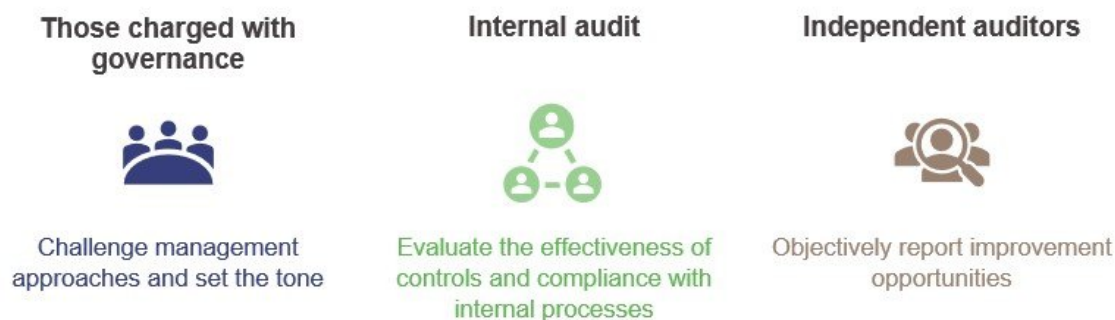 Those charged with
governance
Challenge management
approaches and set the tone
Internal audit
Evaluate the effectiveness of
controls and compliance with
internal processes
Independent auditors
Objectively report improvement
opportunities